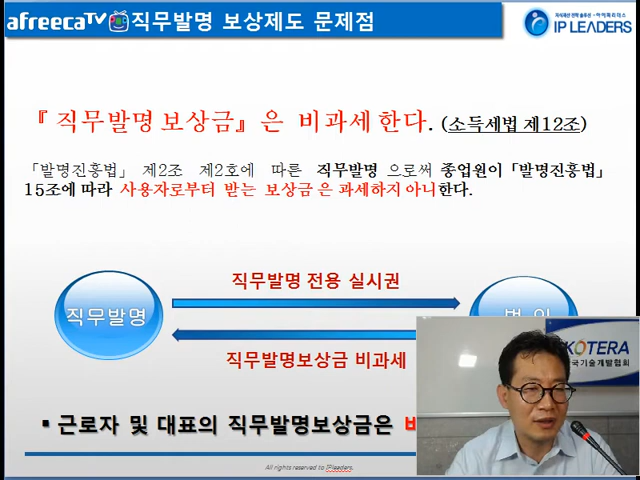 afreecaTV 직무발명 보상제도 문제점
지식재산 전략 솔루션 - 아이피리더스
IP LEADERS
『 직무발명 보상금』은 비과세 한다. (소득세법 제12조)
「발명진흥법」 제2조 제2호에 따른 직무발명 으로써 종업원이 「발명진흥법」
15조에 따라 사용자로부터 받는 보상금 은 과세하지 아니한다.
직무발명 전용 실시권
직무발명
법 인
직무발명보상금 비과세
KOTERA
국기술개발협회
▪ 근로자 및 대표의 직무발명보상금은
All rights reserved to IPleaders.